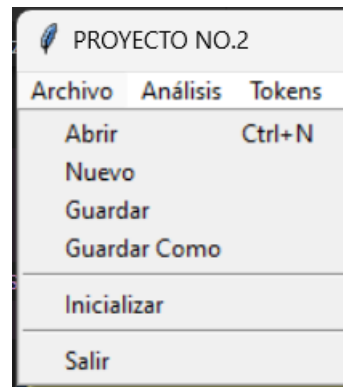 PROYECTO NO.2
Archivo Análisis Tokens
Abrir Ctrl+N
Nuevo
Guardar
Guardar Como
Inicializar
Salir